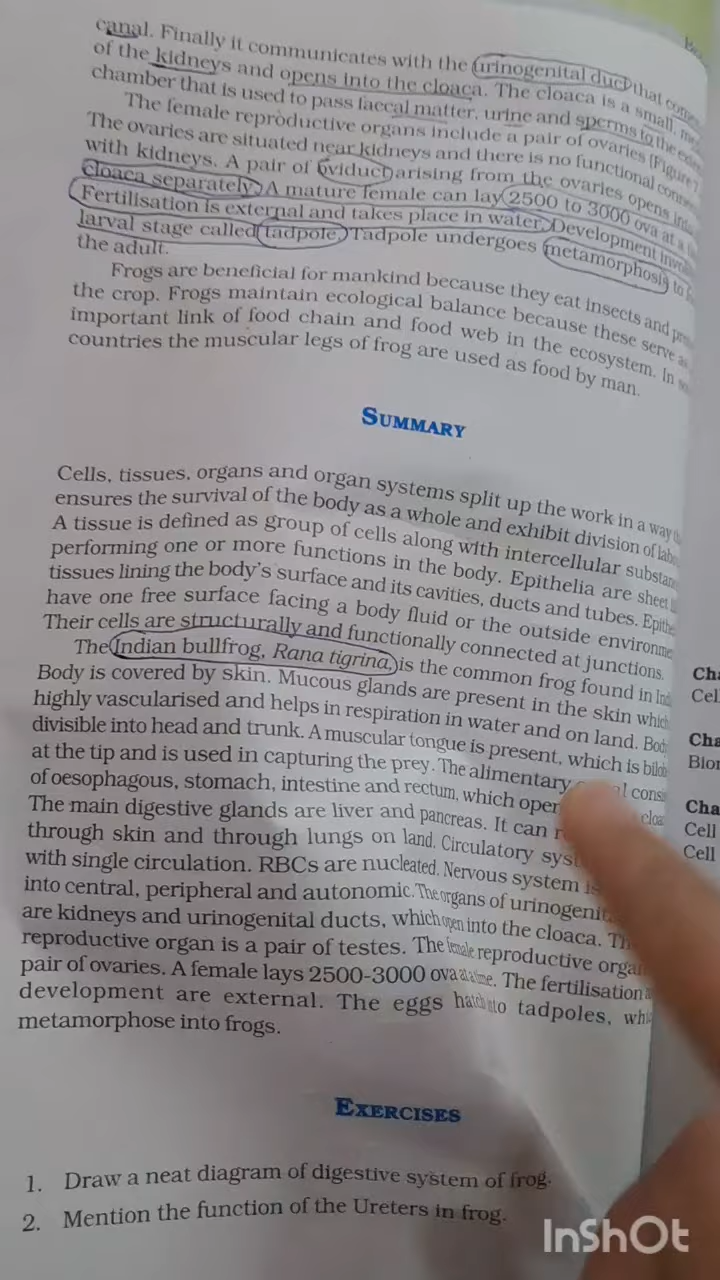 canal. Finally it communicates with the urinogenital duct that
of the kidneys and opens into the cloaca. The cloaca is a small,
chamber that is used to pass faecal matter, urine and sperms to the
The female reproductive organs include a pair of ovaries (Figure
The ovaries are situated near kidneys and there is no functional
with kidneys. A pair of oviduct arising from the ovaries opens
cloaca separately. A mature female can lay 2500 to 3000 ova at a
Fertilisation is external and takes place in water. Development
larval stage called tadpole. Tadpole undergoes metamorphosis to
the adult.
Frogs are beneficial for mankind because they eat insects and
the crop. Frogs maintain ecological balance because these serve as
important link of food chain and food web in the ecosystem. In
countries the muscular legs of frog are used as food by man.
SUMMARY
Cells, tissues, organs and organ systems split up the work in a way
ensures the survival of the body as a whole and exhibit division of
A tissue is defined as group of cells along with intercellular
performing one or more functions in the body. Epithelia are sheet
tissues lining the body's surface and its cavities, ducts and tubes.
have one free surface facing a body fluid or the outside
Their cells are structurally and functionally connected at junctions.
The Indian bullfrog, Rana tigrina, is the common frog found in
Body is covered by skin. Mucous glands are present in the skin
highly vascularised and helps in respiration in water and on land.
divisible into head and trunk. A muscular tongue is present, which is
at the tip and is used in capturing the prey. The alimentary
of oesophagous, stomach, intestine and rectum, which
The main digestive glands are liver and pancreas. It can
through skin and through lungs on land. Circulatory
with single circulation. RBCs are nucleated. Nervous system
into central, peripheral and autonomic. The organs of
are kidneys and urinogenital ducts, which open into the cloaca.
reproductive organ is a pair of testes. The female reproductive
pair of ovaries. A female lays 2500-3000 ova at a time. The fertilisation
development are external. The eggs hatch into tadpoles,
metamorphose into frogs.
EXERCISES
1. Draw a neat diagram of digestive system of frog.
2. Mention the function of the Ureters in frog.
Cell
Cell
Cell
InShOt